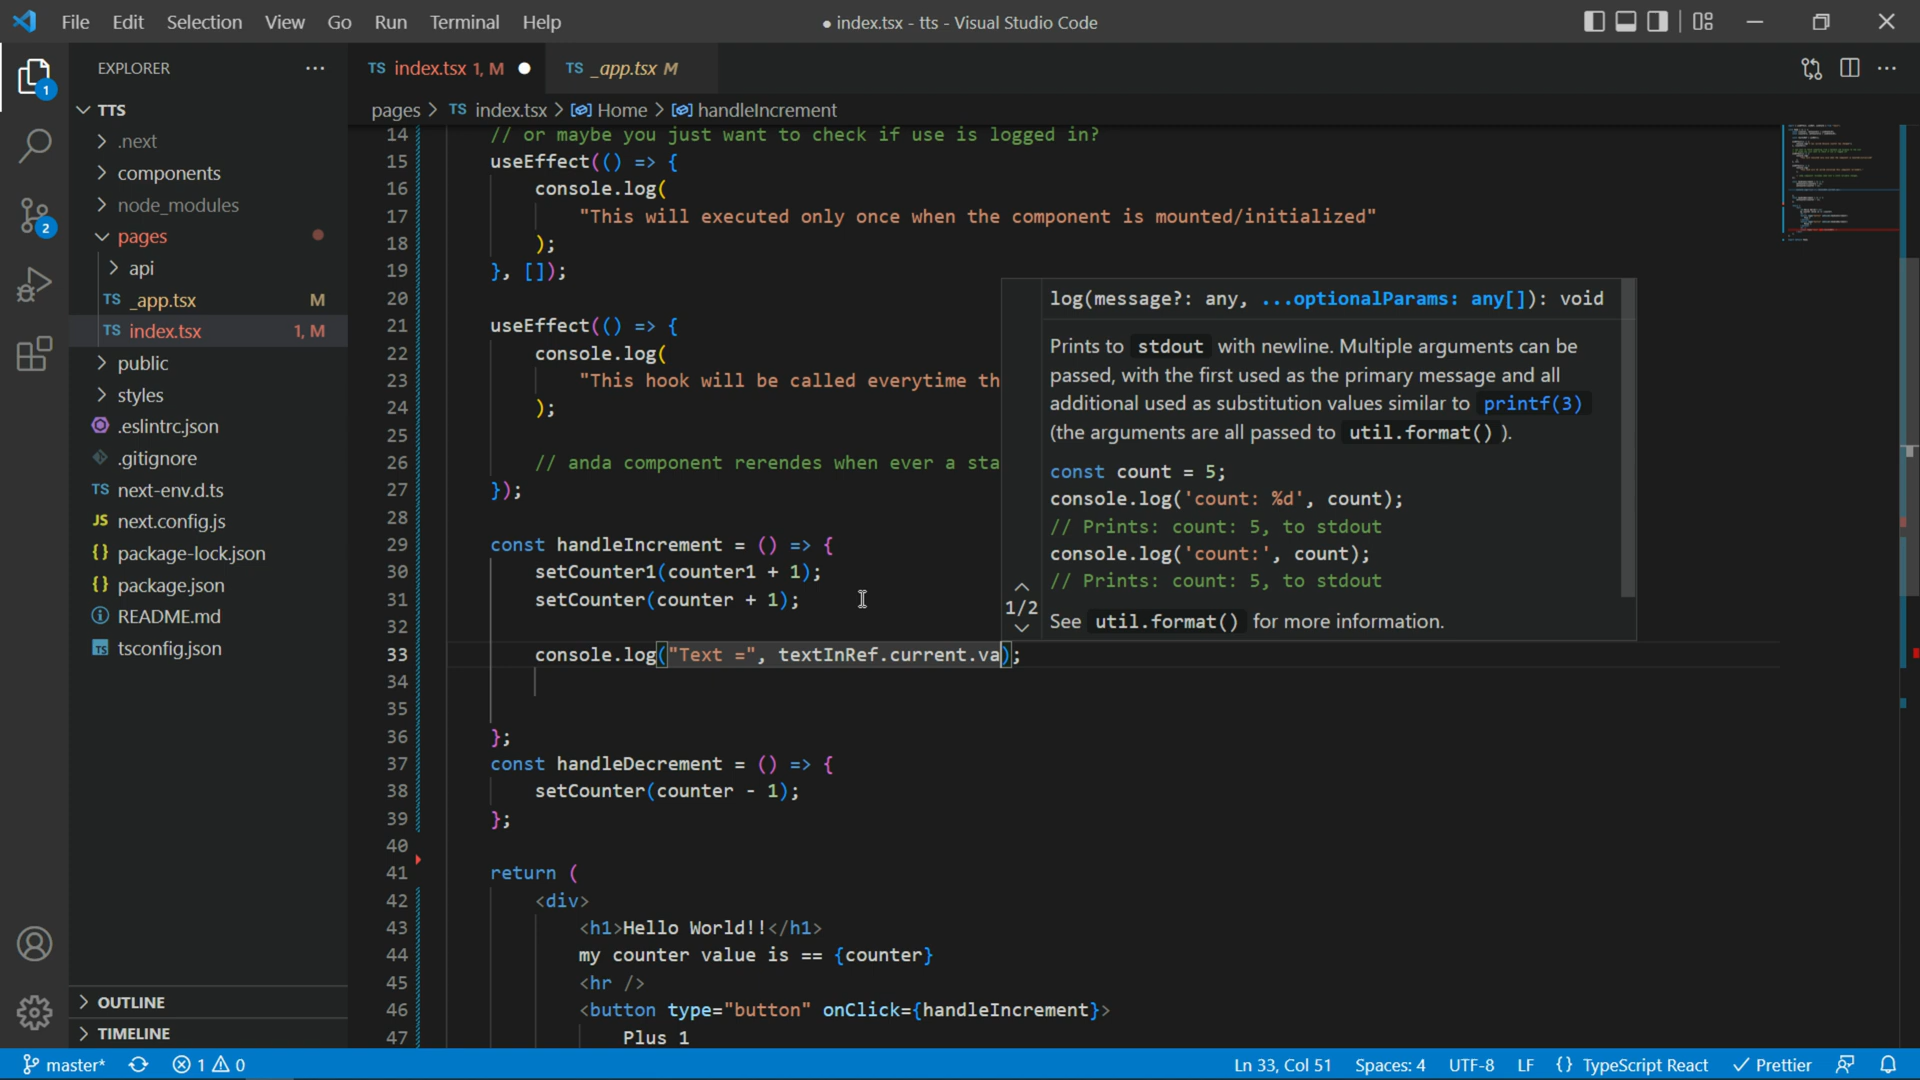 File Edit Selection View Go Run Terminal Help
● index.tsx - tts - Visual Studio Code
EXPLORER
TTS
.next
components
node_modules
pages
api
TS _app.tsx M
TS index.tsx 1, M
public
styles
.eslintrc.json
.gitignore
TS next-env.d.ts
JS next.config.js
{} package-lock.json
{} package.json
README.md
TS tsconfig.json
OUTLINE
TIMELINE
1
2
TS index.tsx 1, M ●
TS _app.tsx M
pages > TS index.tsx > Home > handleIncrement
14 // or maybe you just want to check if use is logged in?
15 useEffect(() => {
16 console.log(
17 "This will executed only once when the component is mounted/initialized"
18 );
19 }, []);
20
21 useEffect(() => {
22 console.log(
23 "This hook will be called everytime th
24 );
25
26 // anda component rerendes when ever a sta
27 });
28
29 const handleIncrement = () => {
30 setCounter1(counter1 + 1);
31 setCounter(counter + 1);
32
33 console.log("Text =", textInRef.current.va);
34
35
36 };
37 const handleDecrement = () => {
38 setCounter(counter - 1);
39 };
40
41 return (
42 <div>
43 <h1>Hello World!!</h1>
44 my counter value is == {counter}
45 <hr />
46 <button type="button" onClick={handleIncrement}>
47 Plus 1
log(message?: any, ...optionalParams: any[]): void
Prints to stdout with newline. Multiple arguments can be
passed, with the first used as the primary message and all
additional used as substitution values similar to printf(3)
(the arguments are all passed to util.format() ).
const count = 5;
console.log('count: %d', count);
// Prints: count: 5, to stdout
console.log('count:', count);
// Prints: count: 5, to stdout
1/2
See util.format() for more information.
master* 1 0
Ln 33, Col 51 Spaces: 4 UTF-8 LF {} TypeScript React Prettier